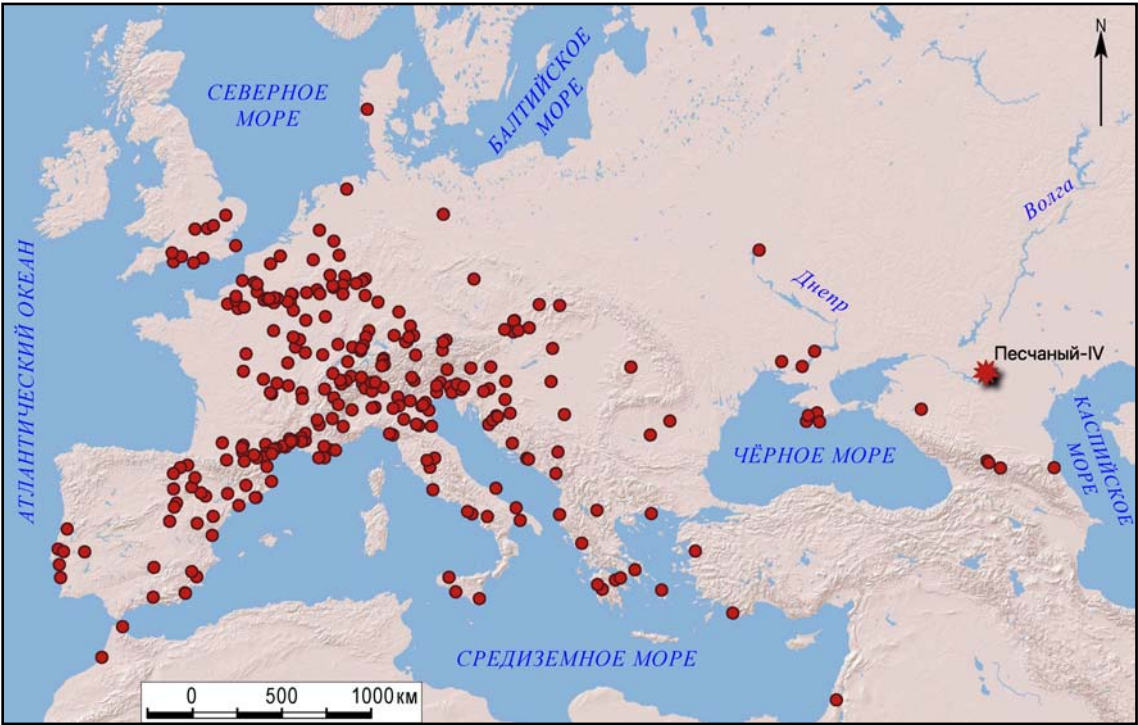 N
СЕВЕРНОЕ
МОРЕ
БАЛТИЙСКОЕ
МОРЕ
Волга
АТЛАНТИЧЕСКИЙ ОКЕАН
Днепр
Песчаный-IV
КАСПИЙСКОЕ
МОРЕ
ЧЁРНОЕ МОРЕ
СРЕДИЗЕМНОЕ МОРЕ
0 500 1000 км